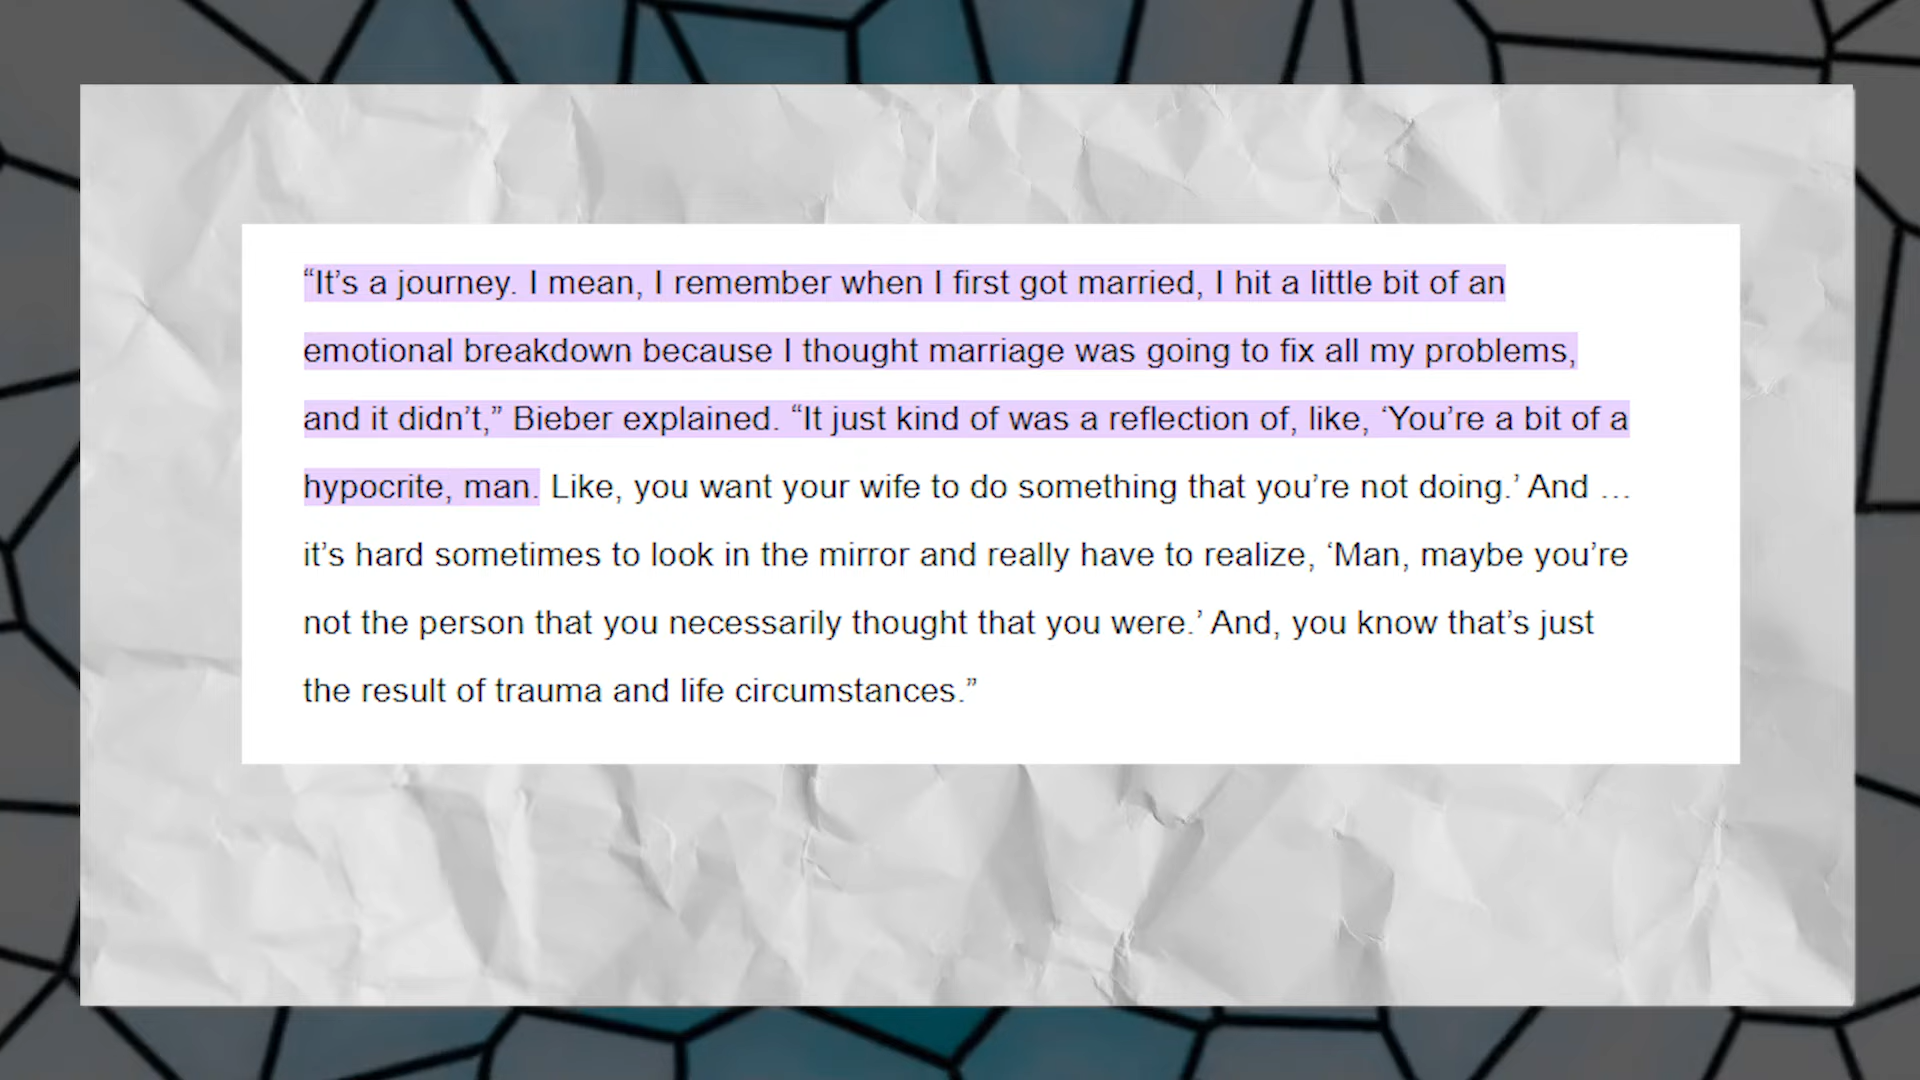 “It’s a journey. I mean, I remember when I first got married, I hit a little bit of an
emotional breakdown because I thought marriage was going to fix all my problems,
and it didn’t,” Bieber explained. “It just kind of was a reflection of, like, ‘You’re a bit of a
hypocrite, man. Like, you want your wife to do something that you’re not doing.’ And …
it’s hard sometimes to look in the mirror and really have to realize, ‘Man, maybe you’re
not the person that you necessarily thought that you were.’ And, you know that’s just
the result of trauma and life circumstances.”